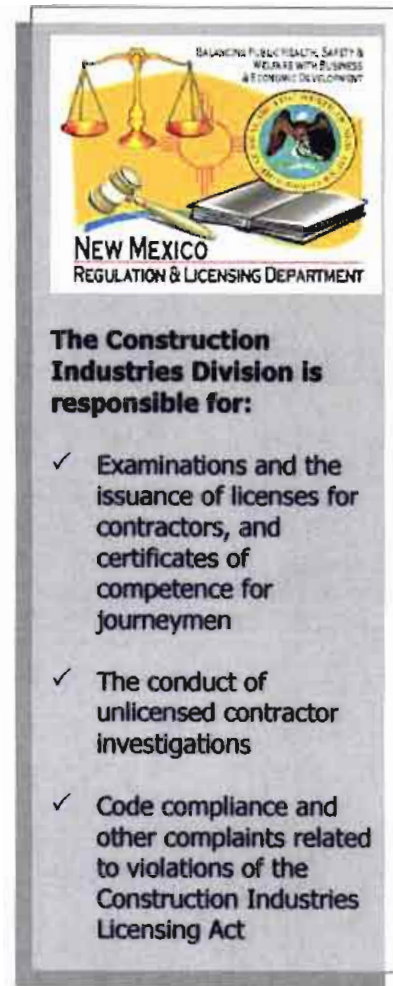 BALANCING PUBLIC HEALTH, SAFETY &
WELFARE WITH BUSINESS
& ECONOMIC DEVELOPMENT
NEW MEXICO
REGULATION & LICENSING DEPARTMENT
The Construction
Industries Division is
responsible for:
✓ Examinations and the
issuance of licenses for
contractors, and
certificates of
competence for
journeymen
✓ The conduct of
unlicensed contractor
investigations
✓ Code compliance and
other complaints related
to violations of the
Construction Industries
Licensing Act